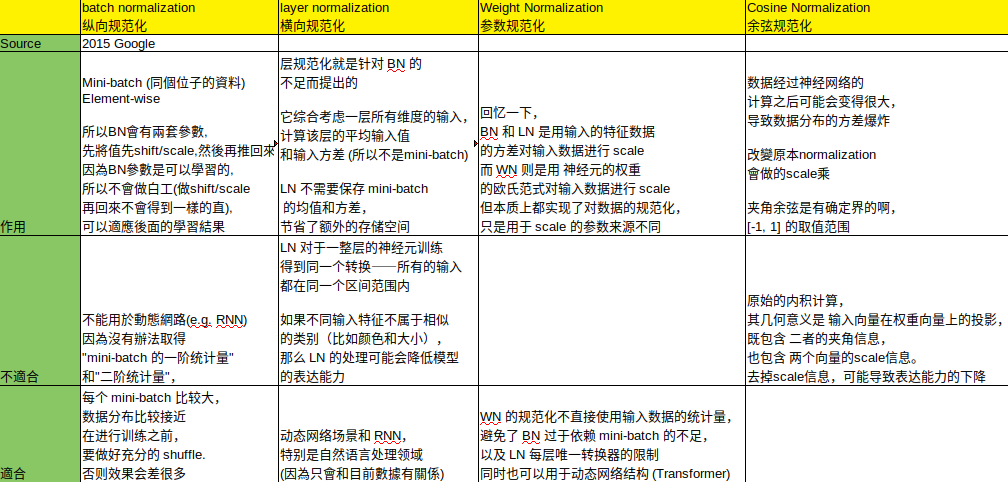 batch normalization
纵向规范化
layer normalization
横向规范化
Weight Normalization
参数规范化
Cosine Normalization
余弦规范化
Source
2015 Google
作用
Mini-batch (同個位子的資料)
Element-wise
所以BN會有兩套參數,
先將值先shift/scale,然後再推回來
因為BN參數是可以學習的,
所以不會做白工(做shift/scale
再回來不會得到一樣的直),
可以適應後面的學習結果
层规范化就是针对 BN 的
不足而提出的
它综合考虑一层所有维度的输入，
计算该层的平均输入值
和输入方差 (所以不是mini-batch)
LN 不需要保存 mini-batch
的均值和方差，
节省了额外的存储空间
回忆一下，
BN 和 LN 是用输入的特征数据
的方差对输入数据进行 scale
而 WN 则是用 神经元的权重
的欧氏范式对输入数据进行 scale
但本质上都实现了对数据的规范化，
只是用于 scale 的参数来源不同
数据经过神经网络的
计算之后可能会变得很大，
导致数据分布的方差爆炸
改變原本normalization
會做的scale乘
夹角余弦是有确定界的啊，
[-1, 1] 的取值范围
不適合
不能用於動態網路(e.g. RNN)
因為沒有辦法取得
"mini-batch 的一阶统计量"
和"二阶统计量"，
LN 对于一整层的神经元训练
得到同一个转换——所有的输入
都在同一个区间范围内
如果不同输入特征不属于相似
的类别（比如颜色和大小），
那么 LN 的处理可能会降低模型
的表达能力
原始的内积计算，
其几何意义是 输入向量在权重向量上的投影，
既包含 二者的夹角信息，
也包含 两个向量的scale信息。
去掉scale信息，可能导致表达能力的下降
適合
每个 mini-batch 比较大，
数据分布比较接近
在进行训练之前，
要做好充分的 shuffle.
否则效果会差很多
动态网络场景和 RNN，
特别是自然语言处理领域
(因為只會和目前數據有關係)
WN 的规范化不直接使用输入数据的统计量，
避免了 BN 过于依赖 mini-batch 的不足，
以及 LN 每层唯一转换器的限制
同时也可以用于动态网络结构 (Transformer)